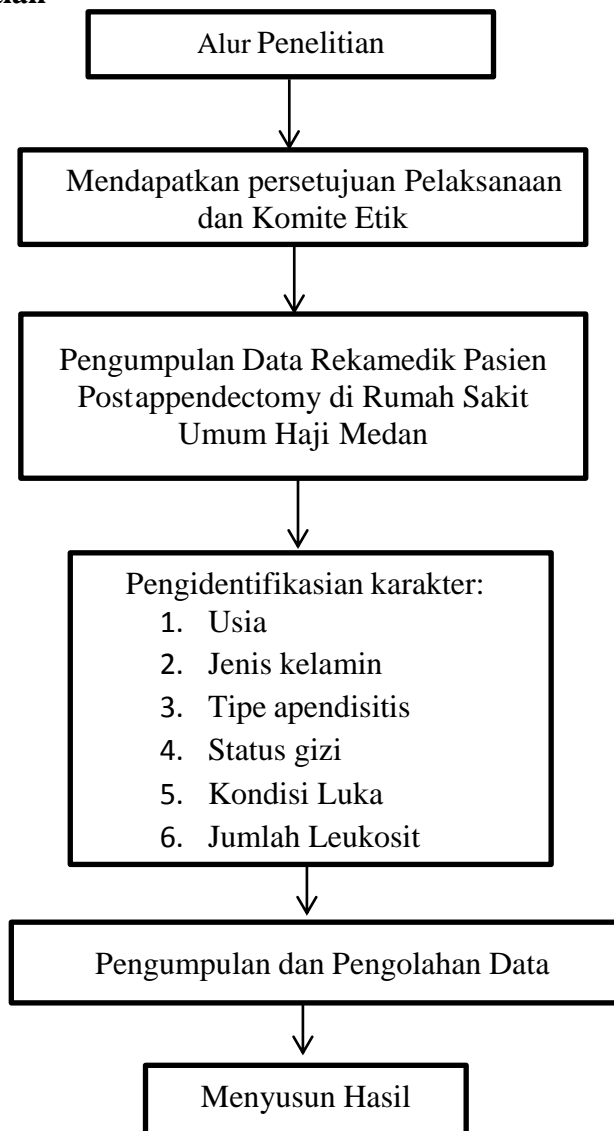 Alur Penelitian
Mendapatkan persetujuan Pelaksanaan
dan Komite Etik
Pengumpulan Data Rekamedik Pasien
Postappendectomy di Rumah Sakit
Umum Haji Medan
Pengidentifikasian karakter:
1. Usia
2. Jenis kelamin
3. Tipe apendisitis
4. Status gizi
5. Kondisi Luka
6. Jumlah Leukosit
Pengumpulan dan Pengolahan Data
Menyusun Hasil